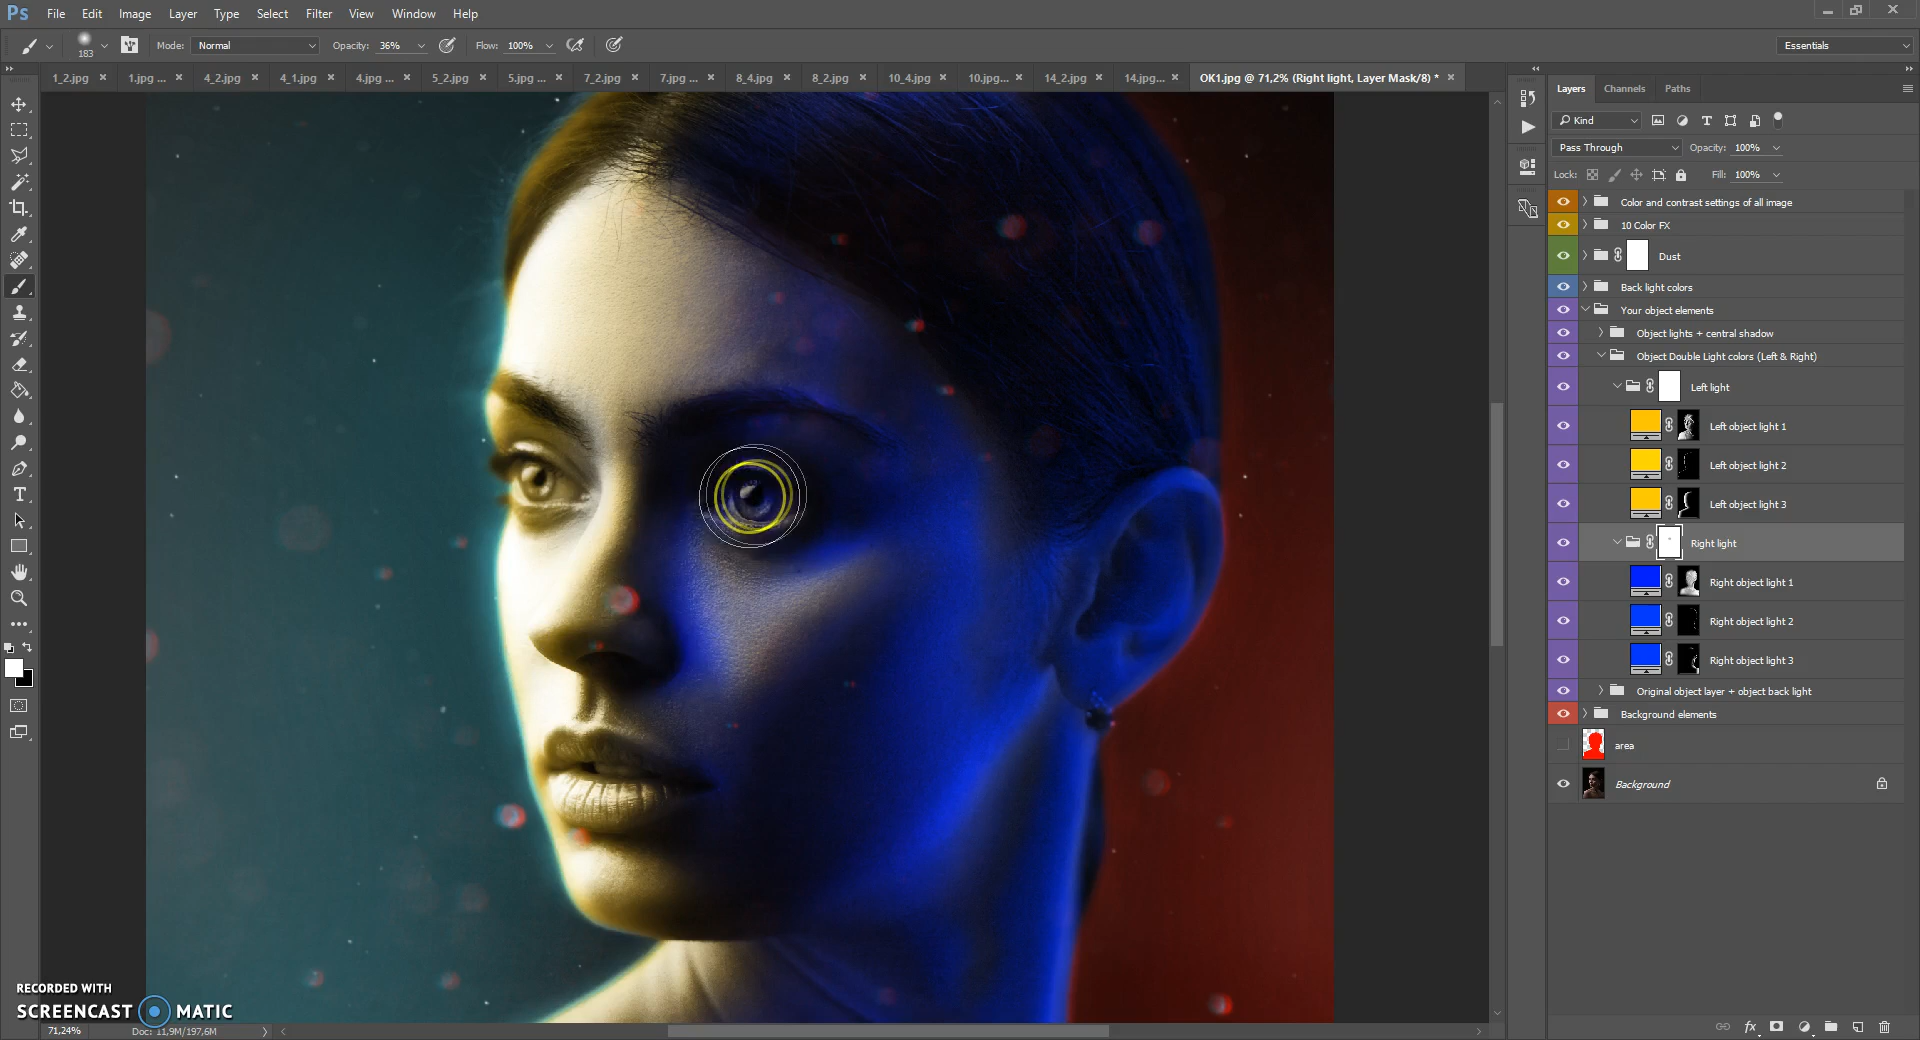 Ps File Edit Image Layer Type Select Filter View Window Help
183 Mode: Normal Opacity: 36% Flow: 100% Essentials
1_2.jpg × 1.jpg ... × 4_2.jpg × 4_1.jpg × 4.jpg ... × 5_2.jpg × 5.jpg ... × 7_2.jpg × 7.jpg ... × 8_4.jpg × 8_2.jpg × 10_4.jpg × 10.jpg... × 14_2.jpg × 14.jpg... × OK1.jpg @ 71,2% (Right light, Layer Mask/8) * ×
Layers Channels Paths
Kind
Pass Through Opacity: 100%
Lock: Fill: 100%
Color and contrast settings of all image
10 Color FX
Dust
Back light colors
Your object elements
Object lights + central shadow
Object Double Light colors (Left & Right)
Left light
Left object light 1
Left object light 2
Left object light 3
Right light
Right object light 1
Right object light 2
Right object light 3
Original object layer + object back light
Background elements
area
Background
RECORDED WITH
SCREENCAST MATIC
71,24% Doc: 11,9M/197,6M
fx